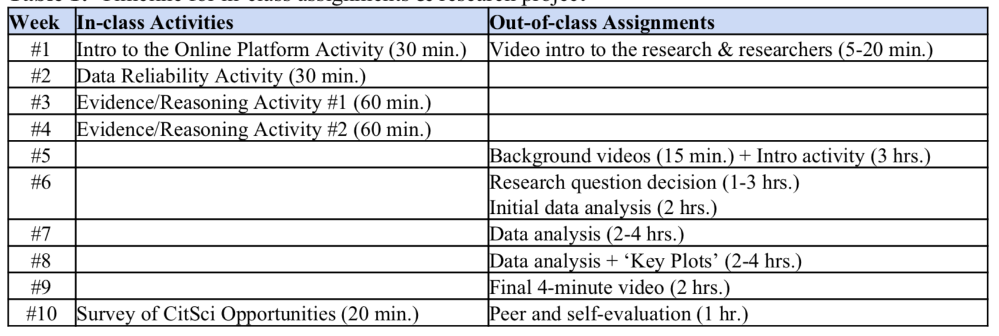 Table 1. Timeline for in-class assignments & research project
Week In-class Activities Out-of-class Assignments
#1 Intro to the Online Platform Activity (30 min.) Video intro to the research & researchers (5-20 min.)
#2 Data Reliability Activity (30 min.)
#3 Evidence/Reasoning Activity #1 (60 min.)
#4 Evidence/Reasoning Activity #2 (60 min.)
#5 Background videos (15 min.) + Intro activity (3 hrs.)
#6 Research question decision (1-3 hrs.)
Initial data analysis (2 hrs.)
#7 Data analysis (2-4 hrs.)
#8 Data analysis + ‘Key Plots’ (2-4 hrs.)
#9 Final 4-minute video (2 hrs.)
#10 Survey of CitSci Opportunities (20 min.) Peer and self-evaluation (1 hr.)